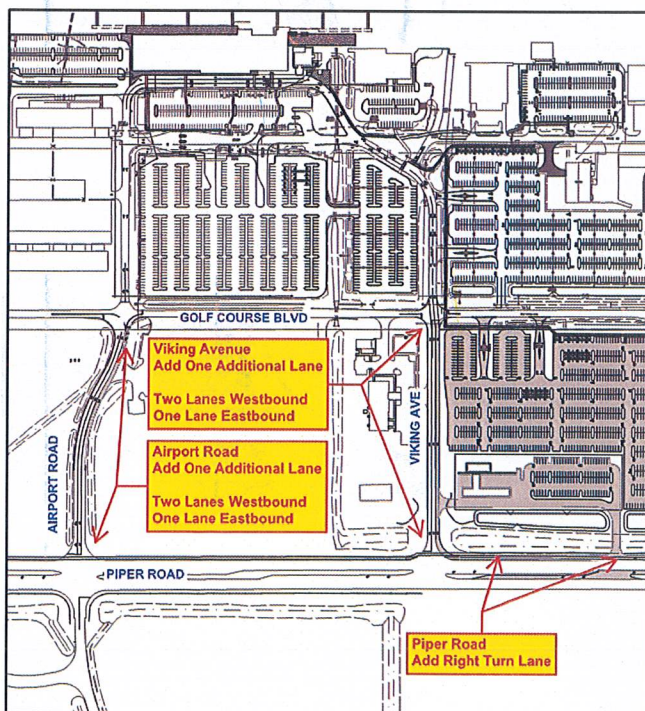 GOLF COURSE BLVD
Viking Avenue
Add One Additional Lane
Two Lanes Westbound
One Lane Eastbound
VIKING AVE
Airport Road
Add One Additional Lane
Two Lanes Westbound
One Lane Eastbound
AIRPORT ROAD
PIPER ROAD
Piper Road
Add Right Turn Lane